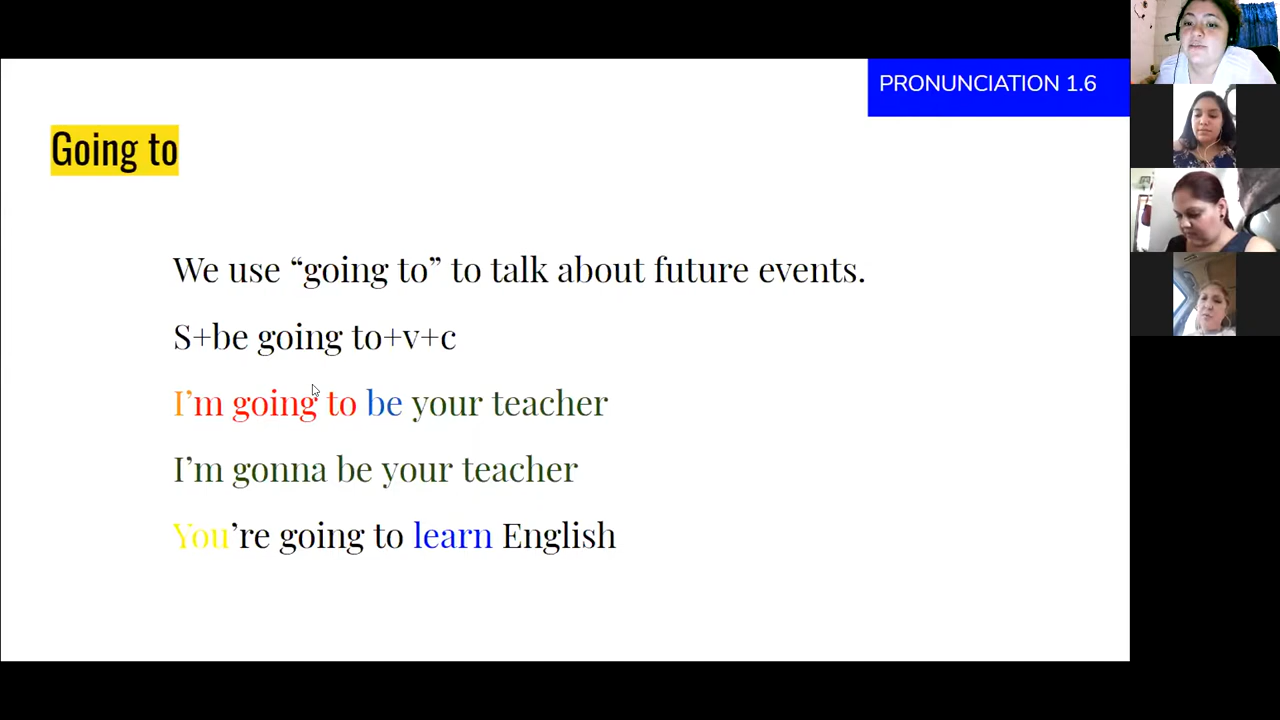 PRONUNCIATION 1.6
Going to
We use “going to” to talk about future events.
S+be going to+v+c
I’m going to be your teacher
I’m gonna be your teacher
You’re going to learn English